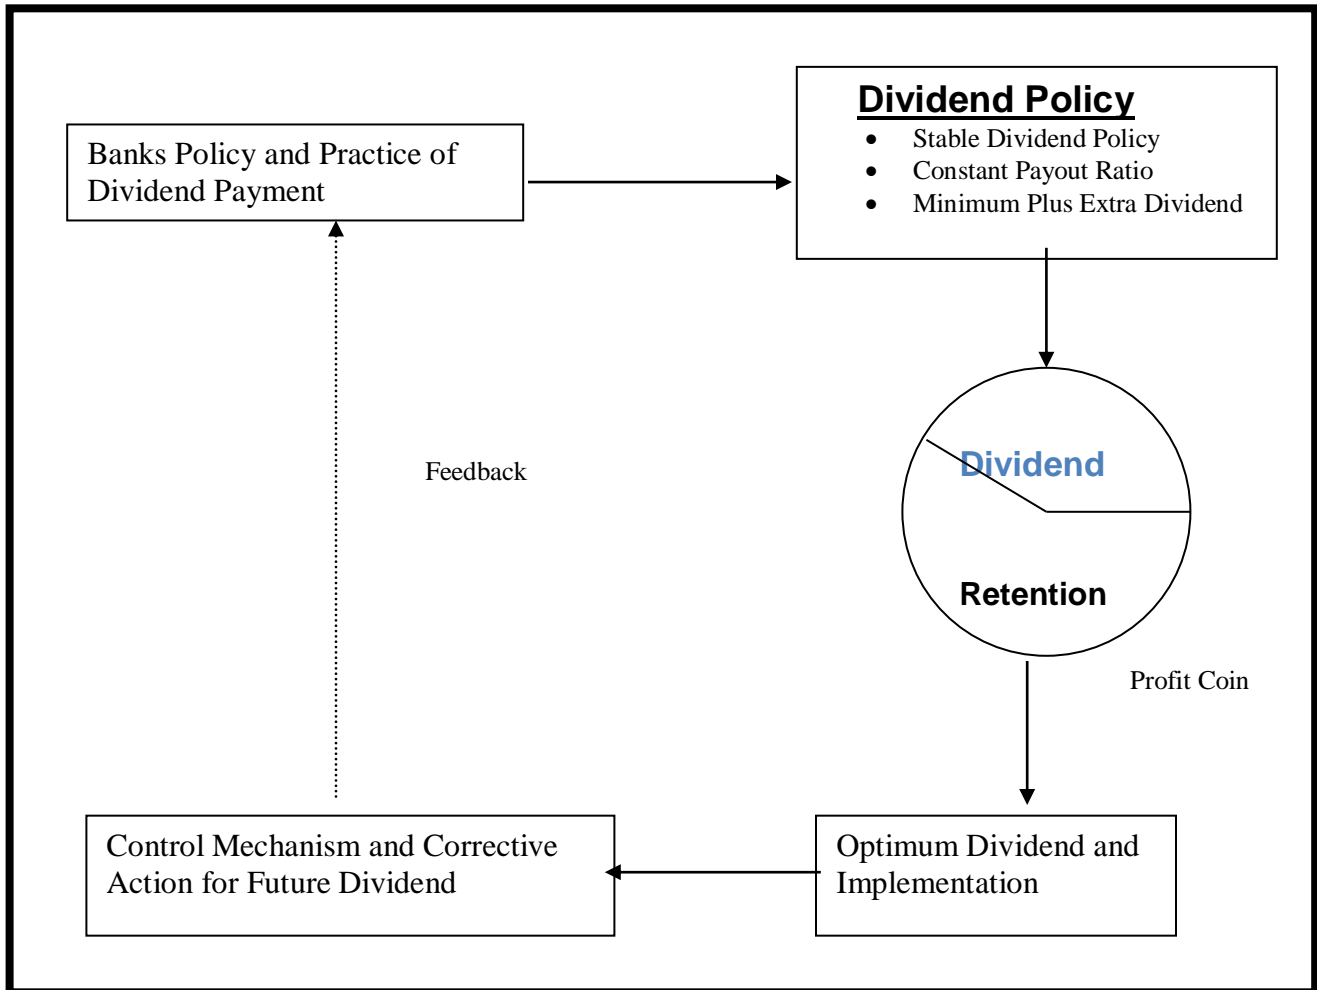 Banks Policy and Practice of
Dividend Payment
Dividend Policy
• Stable Dividend Policy
• Constant Payout Ratio
• Minimum Plus Extra Dividend
Feedback
Dividend
Retention
Profit Coin
Control Mechanism and Corrective
Action for Future Dividend
Optimum Dividend and
Implementation